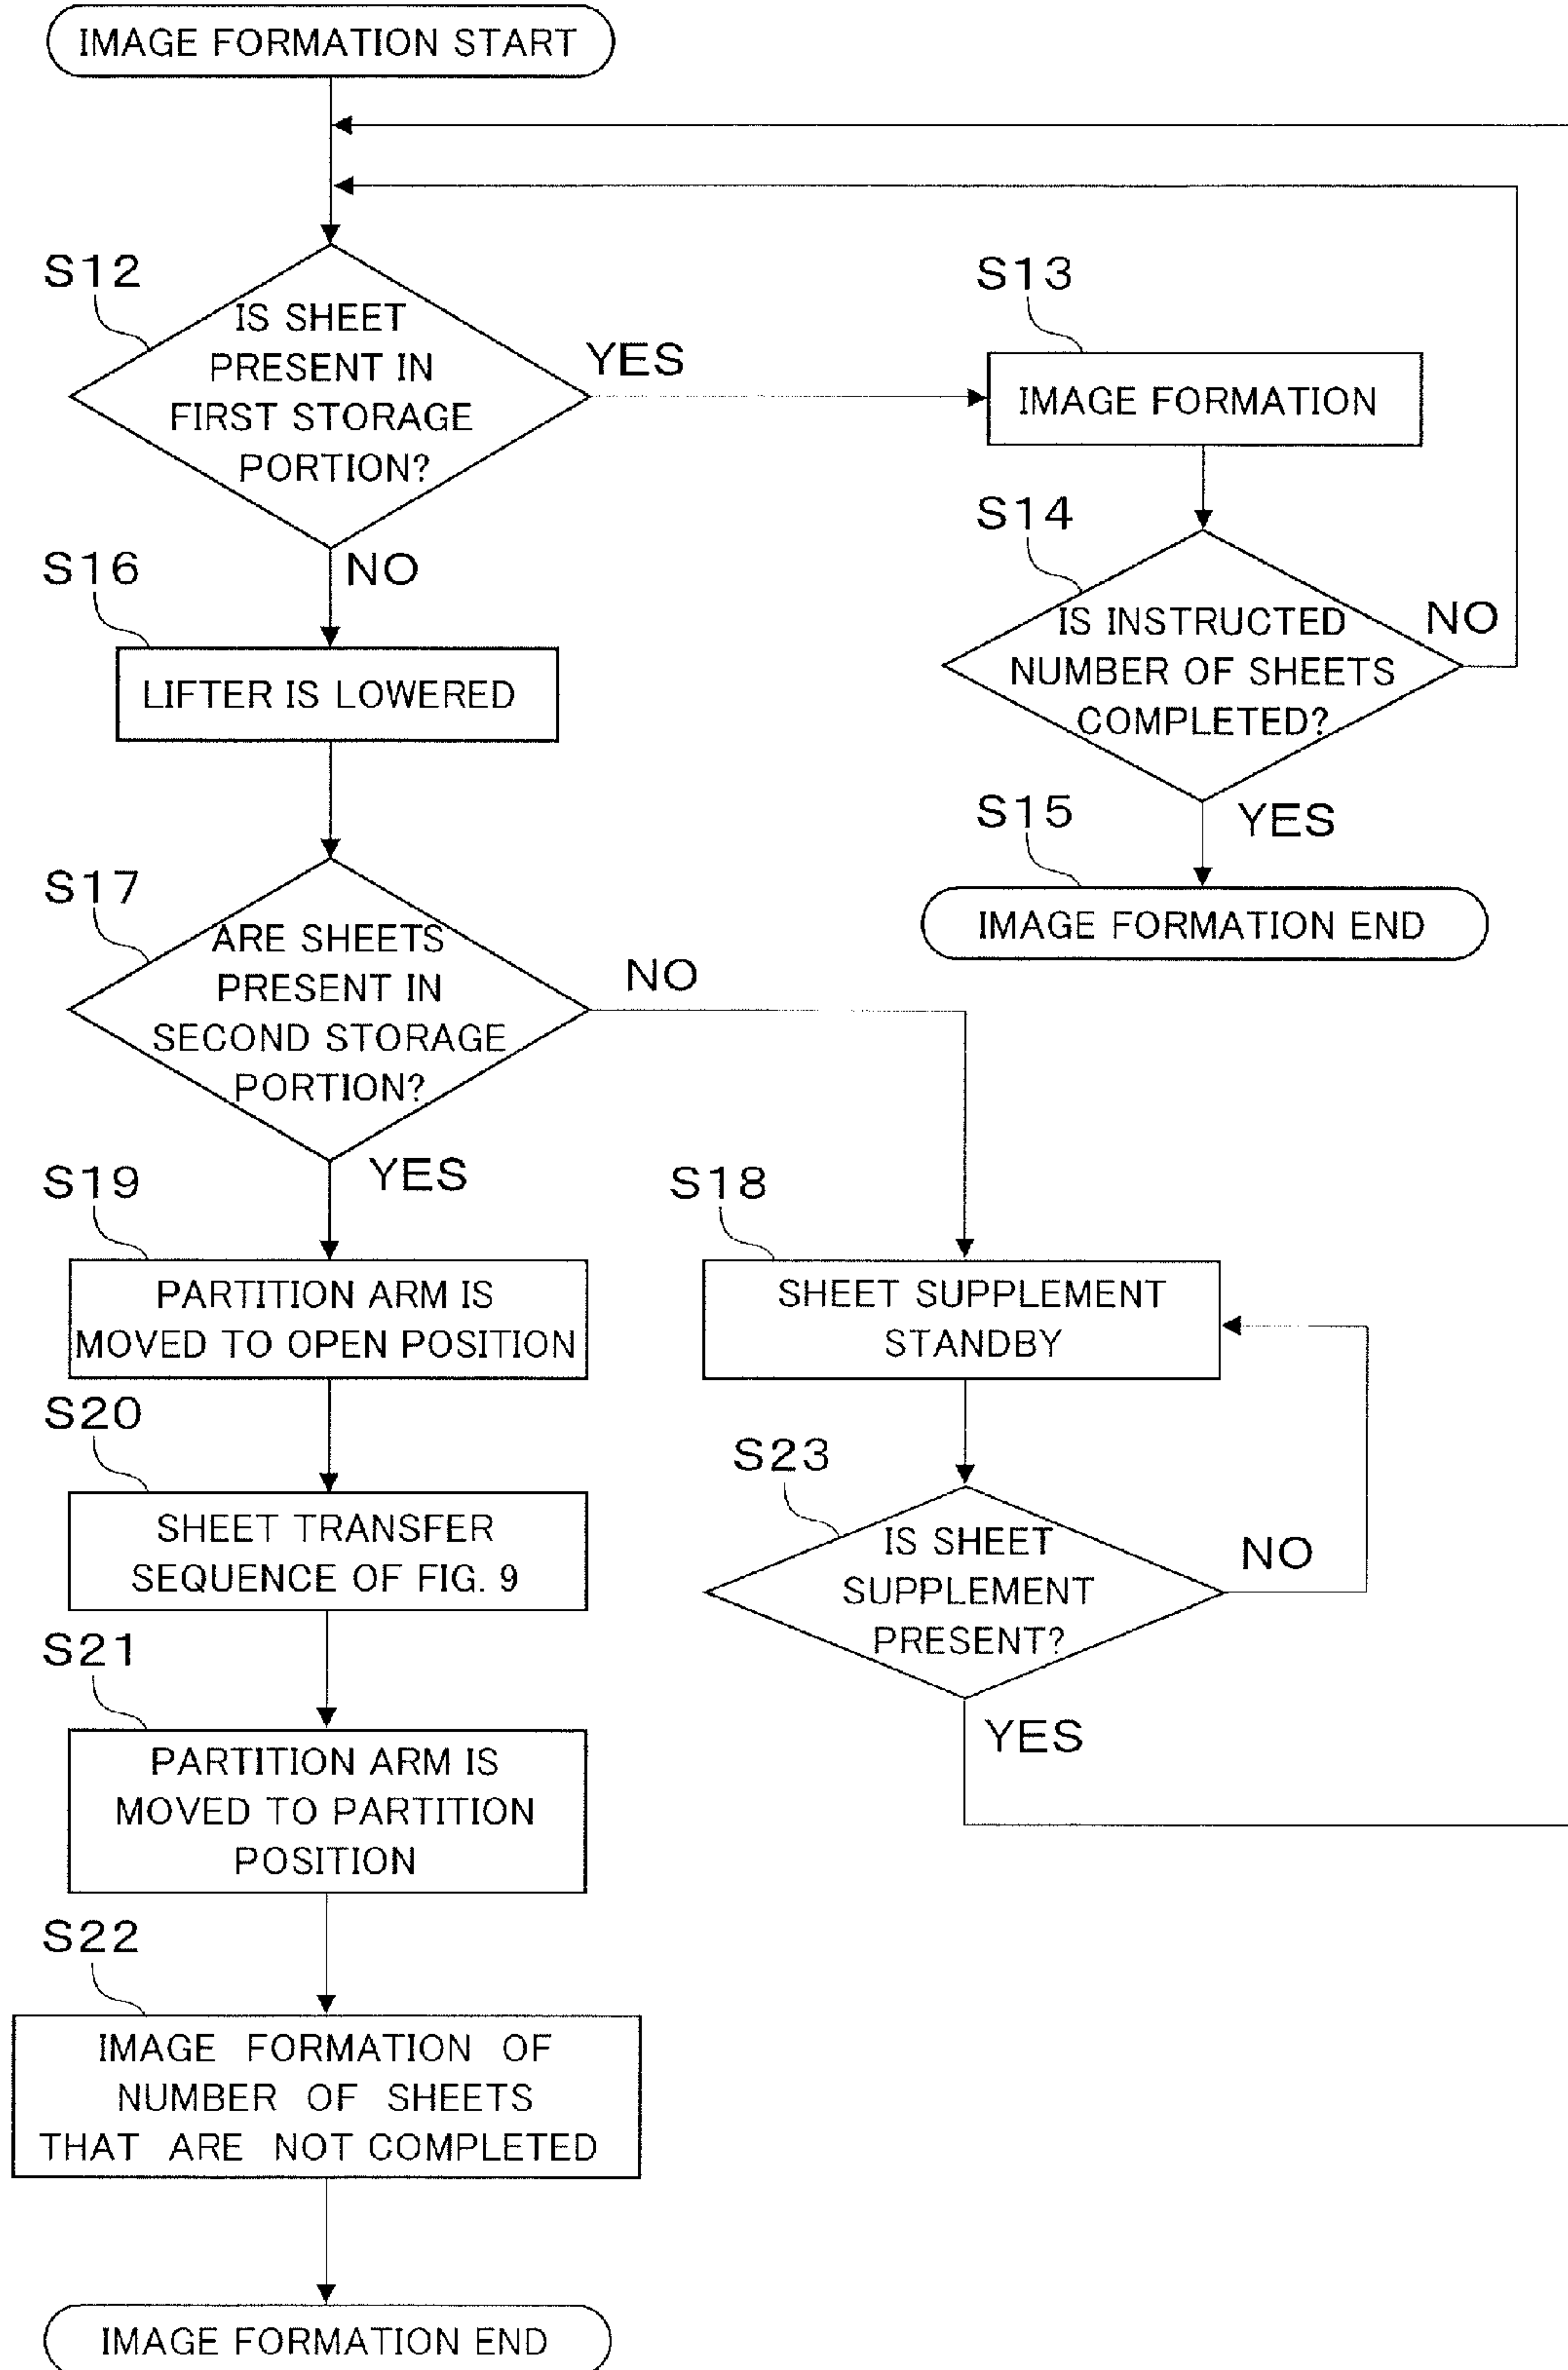 IMAGE FORMATION START
S12
IS SHEET
PRESENT IN
FIRST STORAGE
PORTION?
YES
NO
S13
IMAGE FORMATION
S14
IS INSTRUCTED
NUMBER OF SHEETS
COMPLETED?
NO
YES
S15
IMAGE FORMATION END
S16
LIFTER IS LOWERED
S17
ARE SHEETS
PRESENT IN
SECOND STORAGE
PORTION?
NO
YES
S18
SHEET SUPPLEMENT
STANDBY
S23
IS SHEET
SUPPLEMENT
PRESENT?
NO
YES
S19
PARTITION ARM IS
MOVED TO OPEN POSITION
S20
SHEET TRANSFER
SEQUENCE OF FIG. 9
S21
PARTITION ARM IS
MOVED TO PARTITION
POSITION
S22
IMAGE FORMATION OF
NUMBER OF SHEETS
THAT ARE NOT COMPLETED
IMAGE FORMATION END